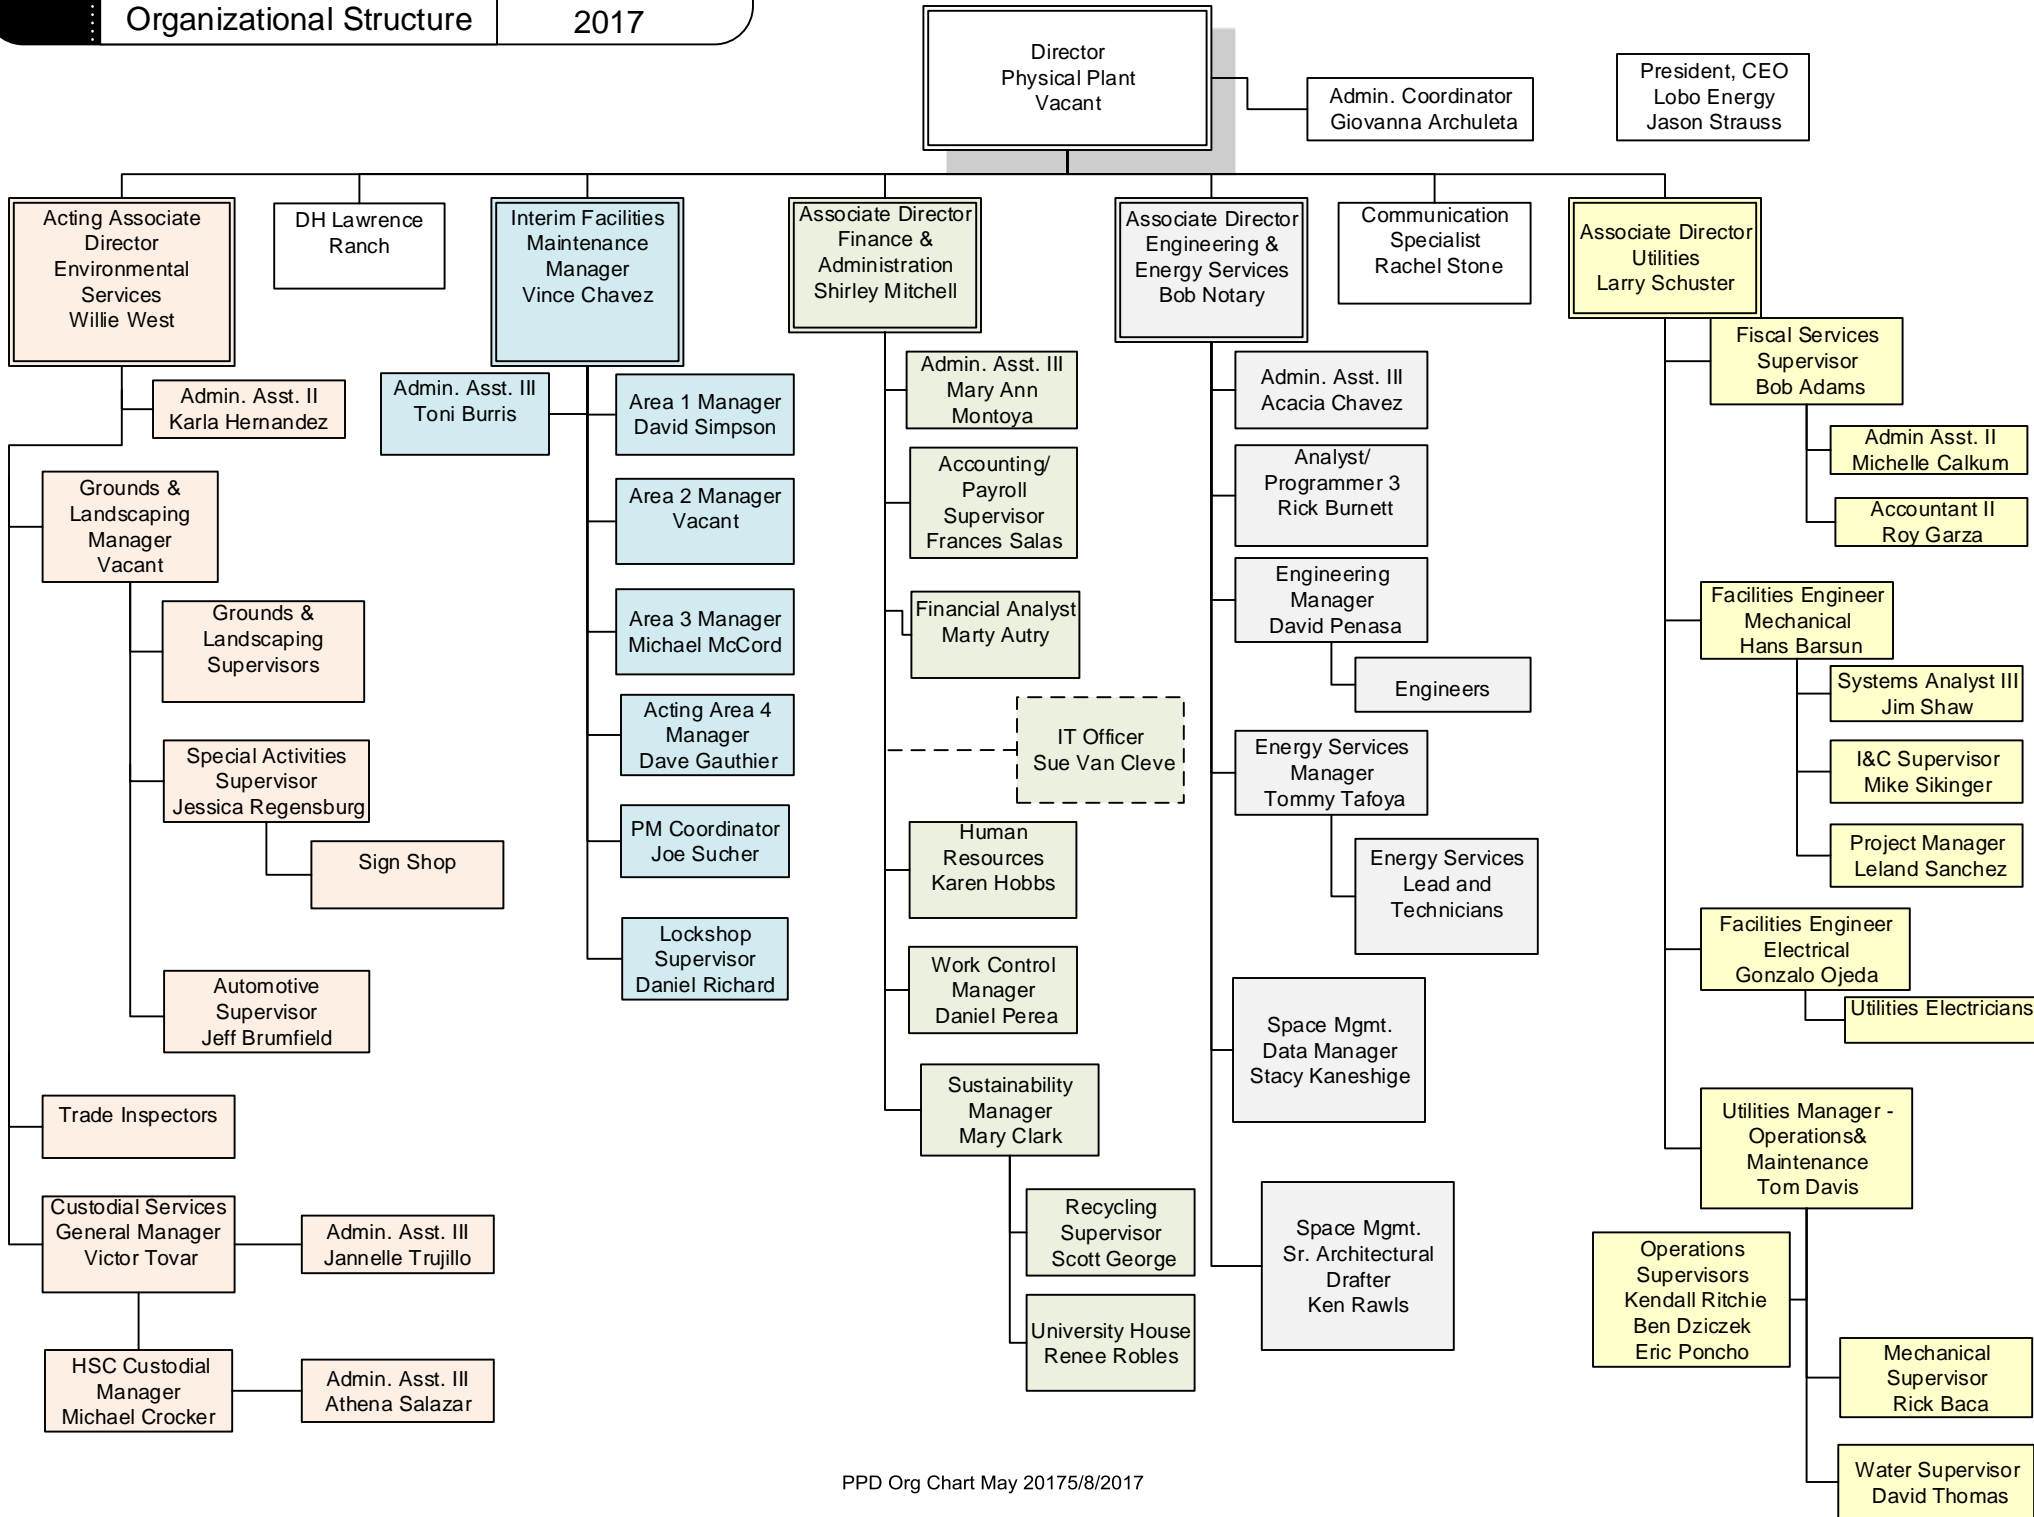 Organizational Structure
2017
Director
Physical Plant
Vacant
Admin. Coordinator
Giovanna Archuleta
President, CEO
Lobo Energy
Jason Strauss
Acting Associate
Director
Environmental
Services
Willie West
DH Lawrence
Ranch
Interim Facilities
Maintenance
Manager
Vince Chavez
Associate Director
Finance &
Administration
Shirley Mitchell
Associate Director
Engineering &
Energy Services
Bob Notary
Communication
Specialist
Rachel Stone
Associate Director
Utilities
Larry Schuster
Admin. Asst. II
Karla Hernandez
Grounds &
Landscaping
Manager
Vacant
Grounds &
Landscaping
Supervisors
Special Activities
Supervisor
Jessica Regensburg
Sign Shop
Automotive
Supervisor
Jeff Brumfield
Trade Inspectors
Custodial Services
General Manager
Victor Tovar
Admin. Asst. III
Jannelle Trujillo
HSC Custodial
Manager
Michael Crocker
Admin. Asst. III
Athena Salazar
Admin. Asst. III
Toni Burris
Area 1 Manager
David Simpson
Area 2 Manager
Vacant
Area 3 Manager
Michael McCord
Acting Area 4
Manager
Dave Gauthier
PM Coordinator
Joe Sucher
Lockshop
Supervisor
Daniel Richard
Admin. Asst. III
Mary Ann
Montoya
Accounting/
Payroll
Supervisor
Frances Salas
Financial Analyst
Marty Autry
IT Officer
Sue Van Cleve
Human
Resources
Karen Hobbs
Work Control
Manager
Daniel Perea
Sustainability
Manager
Mary Clark
Recycling
Supervisor
Scott George
University House
Renee Robles
Admin. Asst. III
Acacia Chavez
Analyst/
Programmer 3
Rick Burnett
Engineering
Manager
David Penasa
Engineers
Energy Services
Manager
Tommy Tafoya
Energy Services
Lead and
Technicians
Space Mgmt.
Data Manager
Stacy Kaneshige
Space Mgmt.
Sr. Architectural
Drafter
Ken Rawls
Fiscal Services
Supervisor
Bob Adams
Admin Asst. II
Michelle Calkum
Accountant II
Roy Garza
Facilities Engineer
Mechanical
Hans Barsun
Systems Analyst III
Jim Shaw
I&C Supervisor
Mike Sikinger
Project Manager
Leland Sanchez
Facilities Engineer
Electrical
Gonzalo Ojeda
Utilities Electricians
Utilities Manager -
Operations&
Maintenance
Tom Davis
Operations
Supervisors
Kendall Ritchie
Ben Dziczek
Eric Poncho
Mechanical
Supervisor
Rick Baca
Water Supervisor
David Thomas
PPD Org Chart May 20175/8/2017